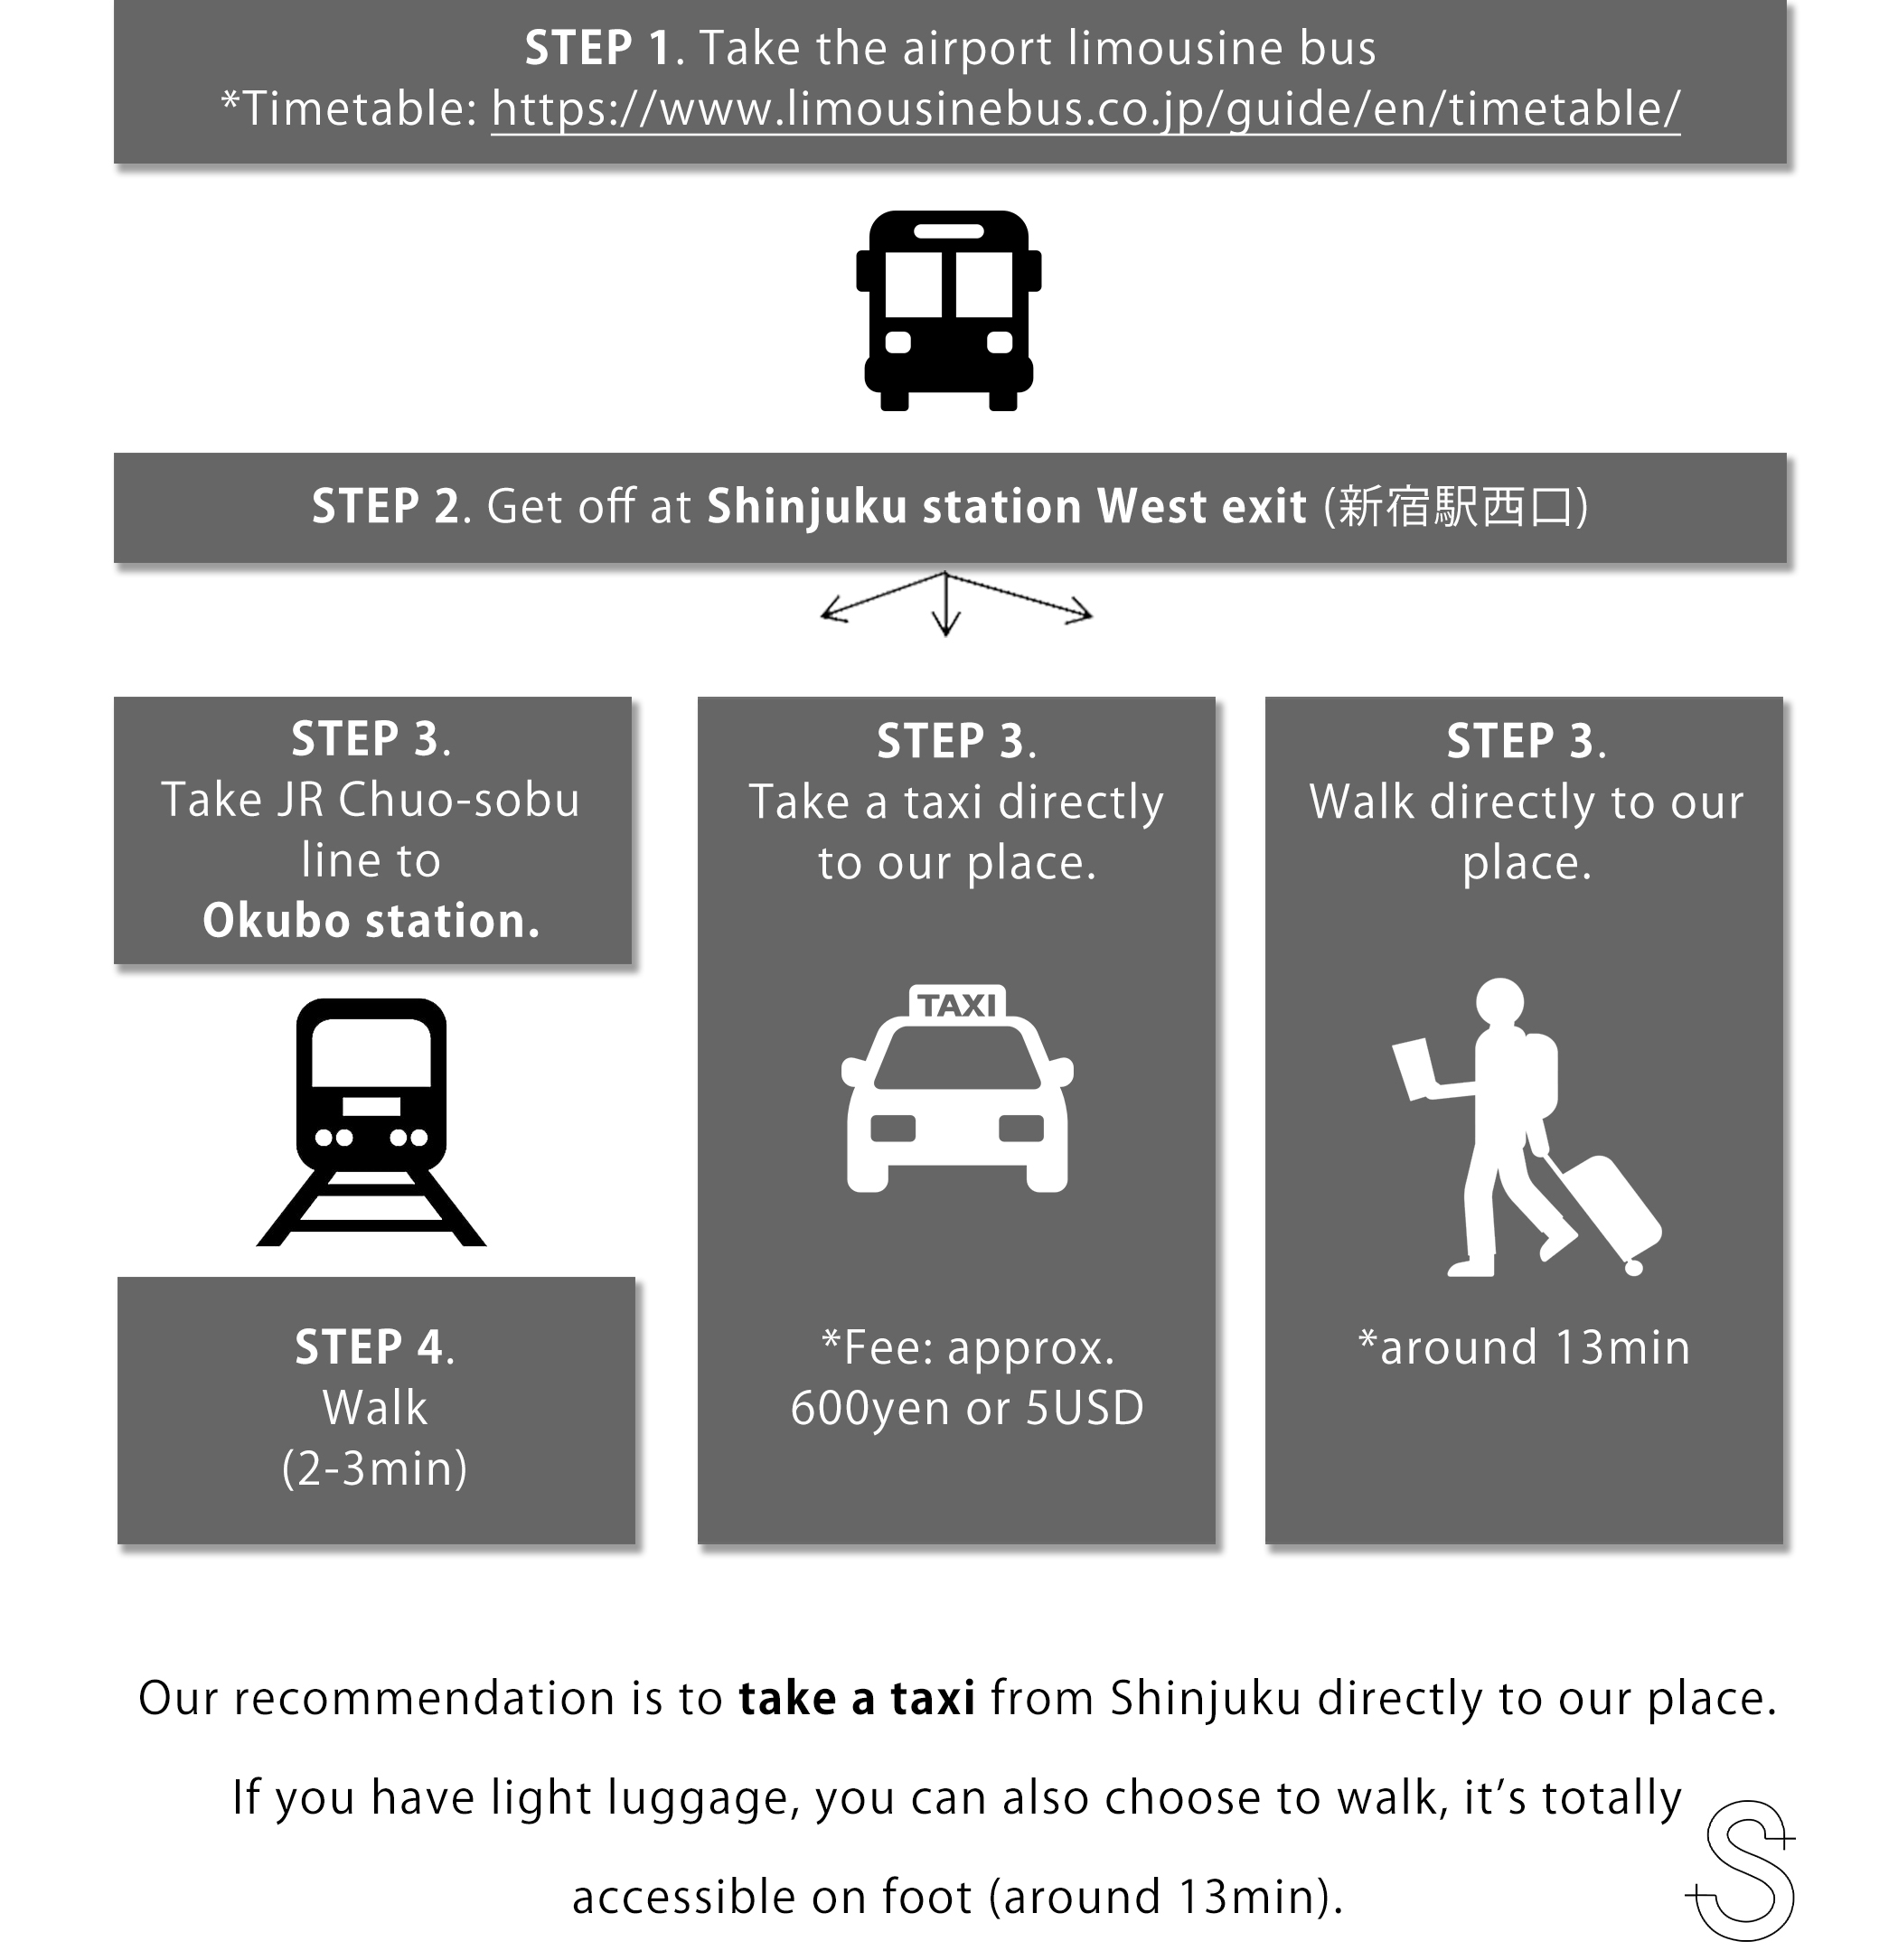 STEP 1. Take the airport limousine bus
*Timetable: https://www.limousinebus.co.jp/guide/en/timetable/
STEP 2. Get off at Shinjuku station West exit (新宿駅西口)
STEP 3.
Take JR Chuo-sobu
line to
Okubo station.
STEP 4.
Walk
(2-3min)
STEP 3.
Take a taxi directly
to our place.
TAXI
*Fee: approx.
600yen or 5USD
STEP 3.
Walk directly to our
place.
*around 13min
Our recommendation is to take a taxi from Shinjuku directly to our place.
If you have light luggage, you can also choose to walk, it’s totally
accessible on foot (around 13min).
S